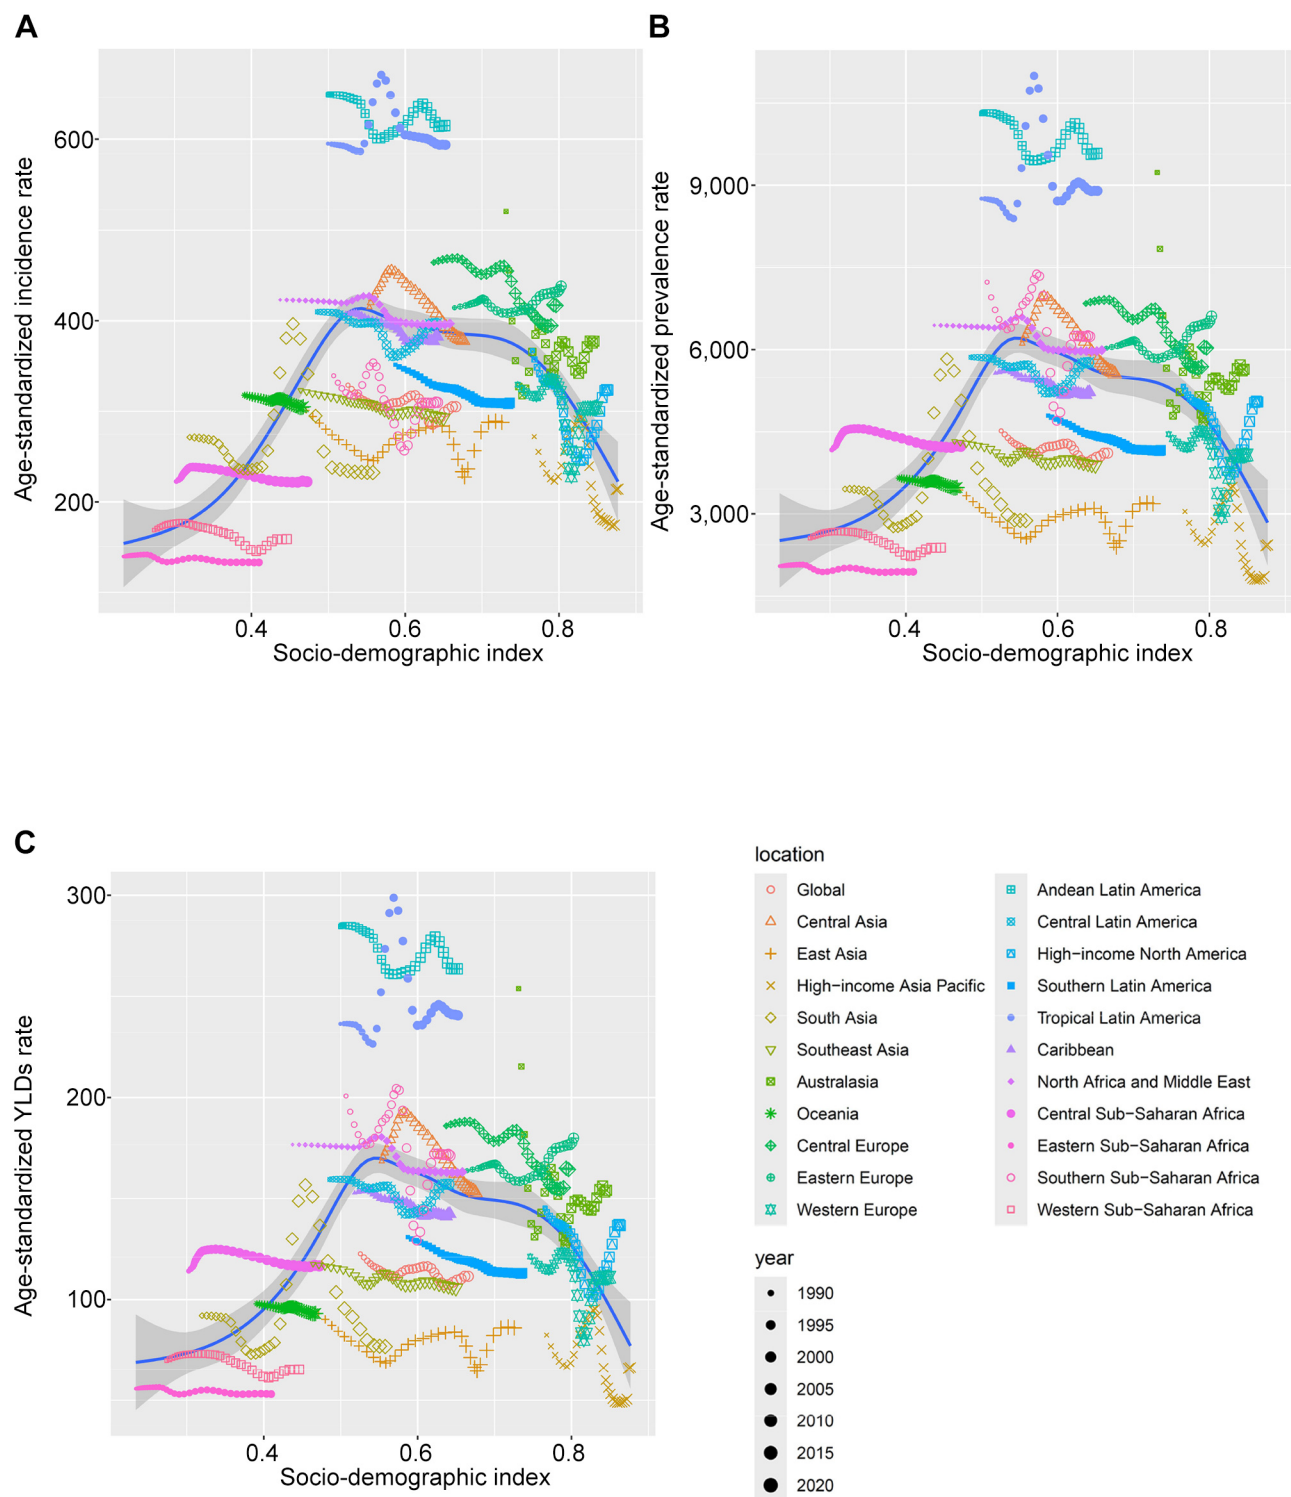 A
B
Age-standardized incidence rate
600
400
200
0.4
0.6
0.8
Socio-demographic index
Age-standardized prevalence rate
9,000
6,000
3,000
0.4
0.6
0.8
Socio-demographic index
C
Age-standardized YLDs rate
300
200
100
0.4
0.6
0.8
Socio-demographic index
location
Global
Central Asia
East Asia
High-income Asia Pacific
South Asia
Southeast Asia
Australasia
Oceania
Central Europe
Eastern Europe
Western Europe
Andean Latin America
Central Latin America
High-income North America
Southern Latin America
Tropical Latin America
Caribbean
North Africa and Middle East
Central Sub-Saharan Africa
Eastern Sub-Saharan Africa
Southern Sub-Saharan Africa
Western Sub-Saharan Africa
year
1990
1995
2000
2005
2010
2015
2020